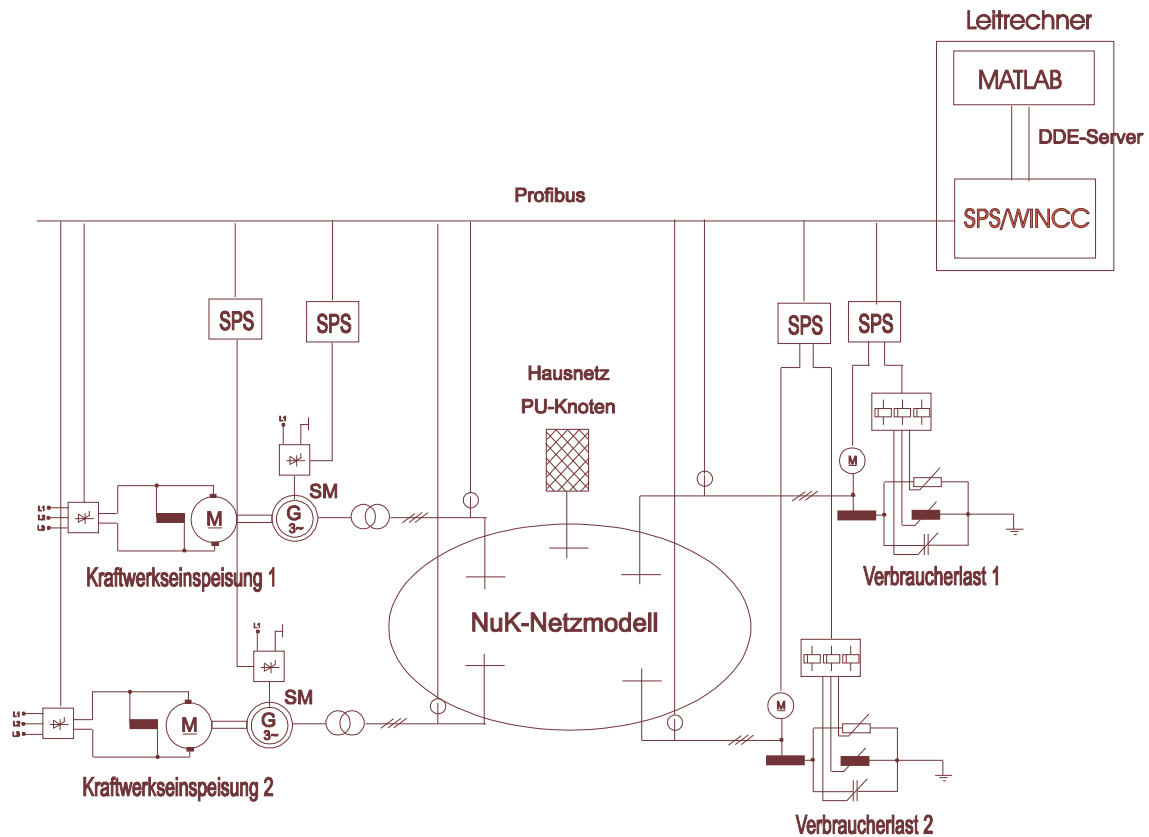 Leitrechner
MATLAB
DDE-Server
Profibus
SPS/WINCC
SPS
SPS
SPS
SPS
Hausnetz
PU-Knoten
L1
M
SM
L1
L2
L3
M
G
3~
Kraftwerkseinspeisung 1
Verbraucherlast 1
NuK-Netzmodell
L1
SM
M
L1
L2
L3
M
G
3~
Kraftwerkseinspeisung 2
Verbraucherlast 2